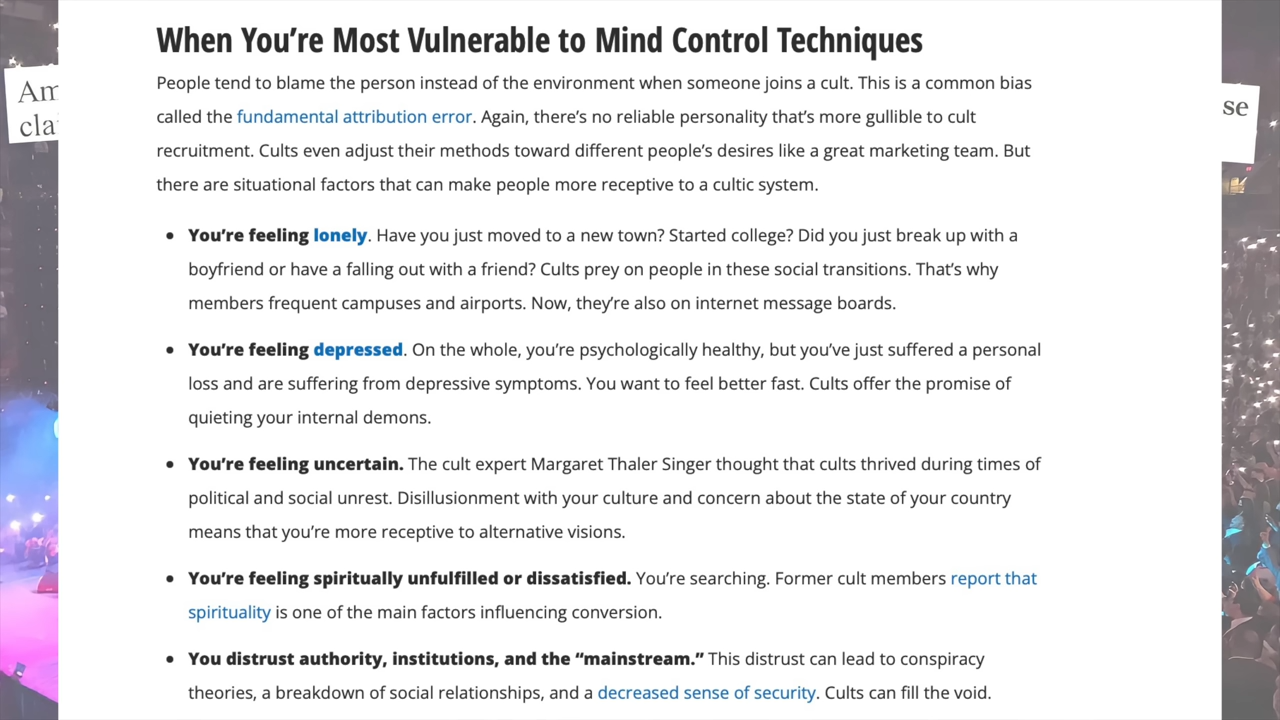 When You’re Most Vulnerable to Mind Control Techniques
People tend to blame the person instead of the environment when someone joins a cult. This is a common bias
called the fundamental attribution error. Again, there’s no reliable personality that’s more gullible to cult
recruitment. Cults even adjust their methods toward different people’s desires like a great marketing team. But
there are situational factors that can make people more receptive to a cultic system.
• You’re feeling lonely. Have you just moved to a new town? Started college? Did you just break up with a
boyfriend or have a falling out with a friend? Cults prey on people in these social transitions. That’s why
members frequent campuses and airports. Now, they’re also on internet message boards.
• You’re feeling depressed. On the whole, you’re psychologically healthy, but you’ve just suffered a personal
loss and are suffering from depressive symptoms. You want to feel better fast. Cults offer the promise of
quieting your internal demons.
• You’re feeling uncertain. The cult expert Margaret Thaler Singer thought that cults thrived during times of
political and social unrest. Disillusionment with your culture and concern about the state of your country
means that you’re more receptive to alternative visions.
• You’re feeling spiritually unfulfilled or dissatisfied. You’re searching. Former cult members report that
spirituality is one of the main factors influencing conversion.
• You distrust authority, institutions, and the “mainstream.” This distrust can lead to conspiracy
theories, a breakdown of social relationships, and a decreased sense of security. Cults can fill the void.
Am
cla
se